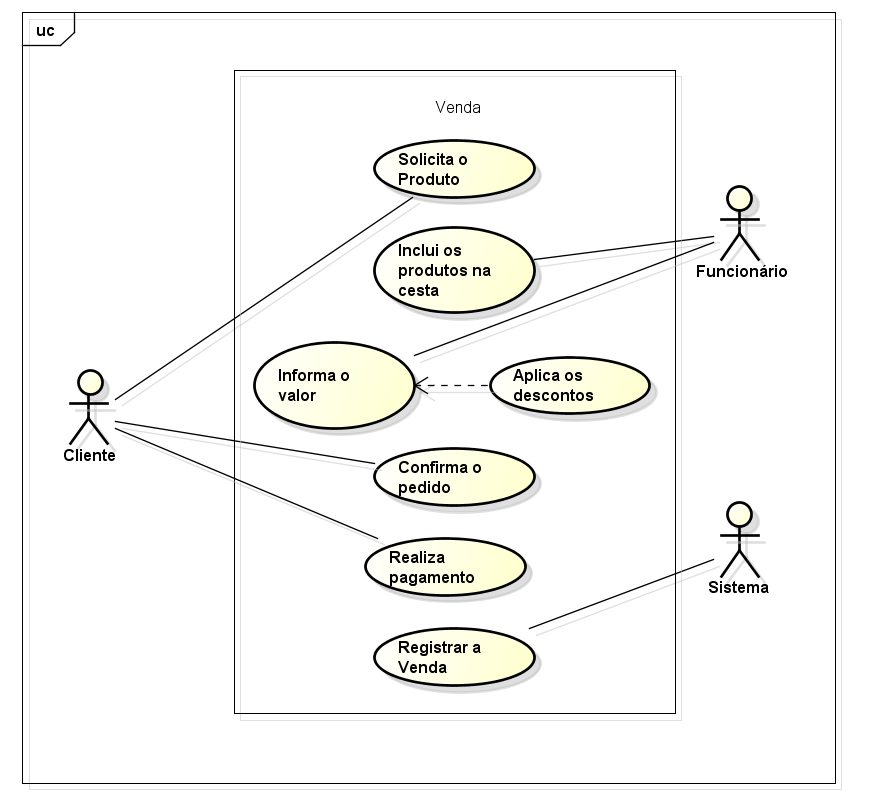 uc
Venda
Solicita o
Produto
Inclui os
produtos na
cesta
Funcionário
Informa o
valor
Aplica os
descontos
Cliente
Confirma o
pedido
Realiza
pagamento
Sistema
Registrar a
Venda